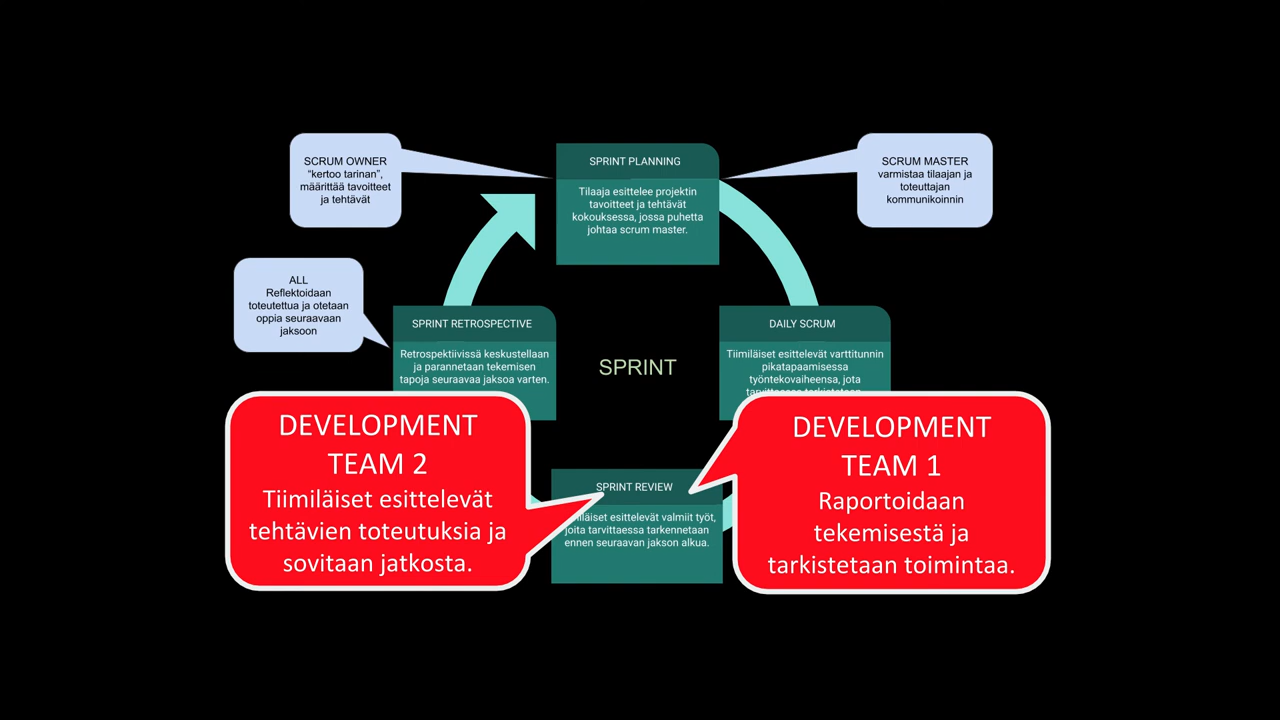 SCRUM OWNER
“kertoo tarinan”,
määrittää tavoitteet
ja tehtävät
SPRINT PLANNING
Tilaaja esittelee projektin
tavoitteet ja tehtävät
kokouksessa, jossa puhetta
johtaa scrum master.
SCRUM MASTER
varmistaa tilaajan ja
toteuttajan
kommunikoinnin
ALL
Reflektoidaan
toteutettua ja otetaan
oppia seuraavaan
jaksoon
SPRINT RETROSPECTIVE
Retrospektiivissä keskustellaan
ja parannetaan tekemisen
tapoja seuraavaa jaksoa varten.
SPRINT
DAILY SCRUM
Tiimiläiset esittelevät varttitunnin
pikatapaamisessa
työntekovaiheensa, jota
DEVELOPMENT
TEAM 2
Tiimiläiset esittelevät
tehtävien toteutuksia ja
sovitaan jatkosta.
DEVELOPMENT
TEAM 1
Raportoidaan
tekemisestä ja
tarkistetaan toimintaa.
SPRINT REVIEW
esittelevät valmiit työt,
joita tarvittaessa tarkennetaan
ennen seuraavan jakson alkua.